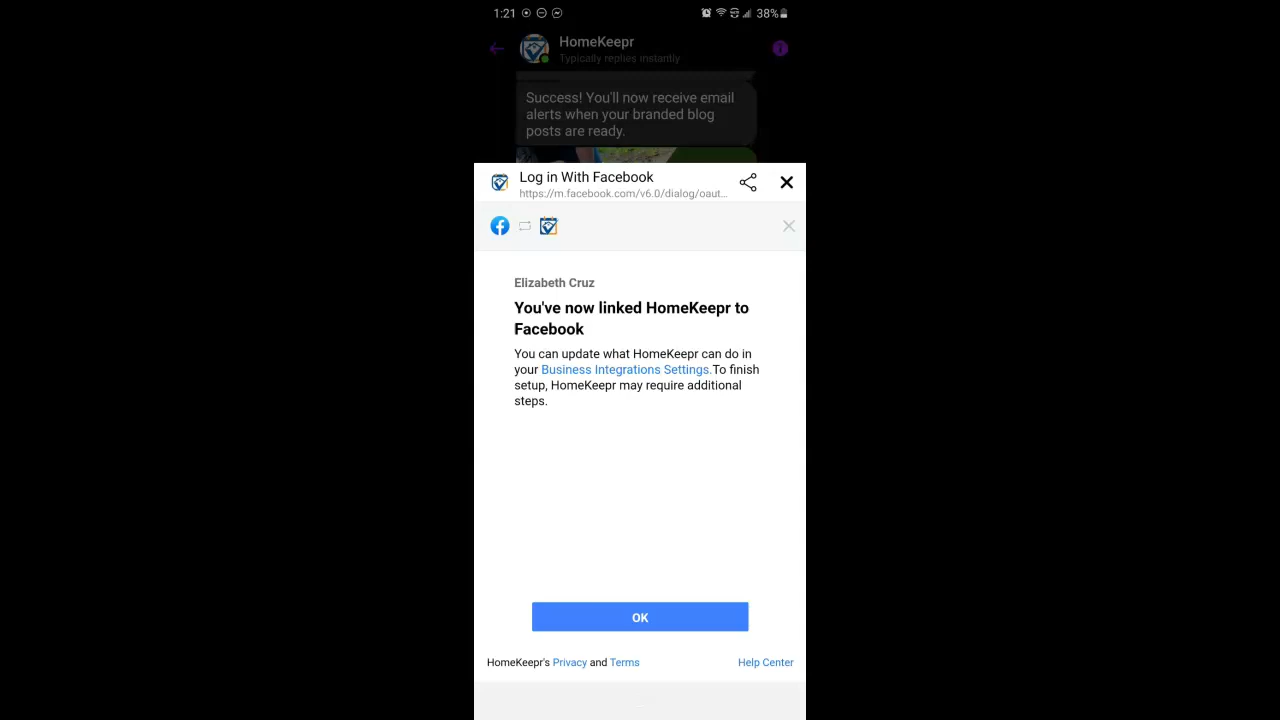 1:21
38%
HomeKeepr
Typically replies instantly
Success! You'll now receive email
alerts when your branded blog
posts are ready.
Log in With Facebook
https://m.facebook.com/v6.0/dialog/oaut...
Elizabeth Cruz
You've now linked HomeKeepr to
Facebook
You can update what HomeKeepr can do in
your Business Integrations Settings.To finish
setup, HomeKeepr may require additional
steps.
OK
HomeKeepr's Privacy and Terms
Help Center